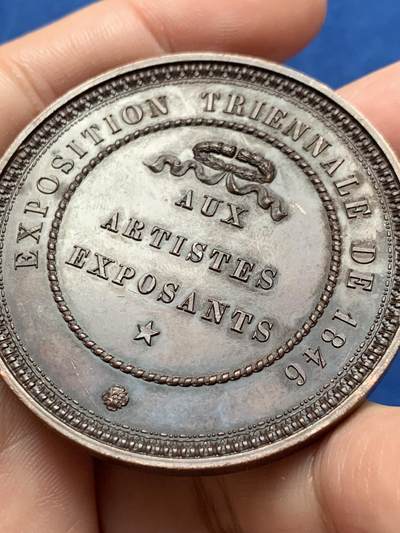 EXPOSITION TRIENNALE DE 1846
AUX
ARTISTES
EXPOSANTS